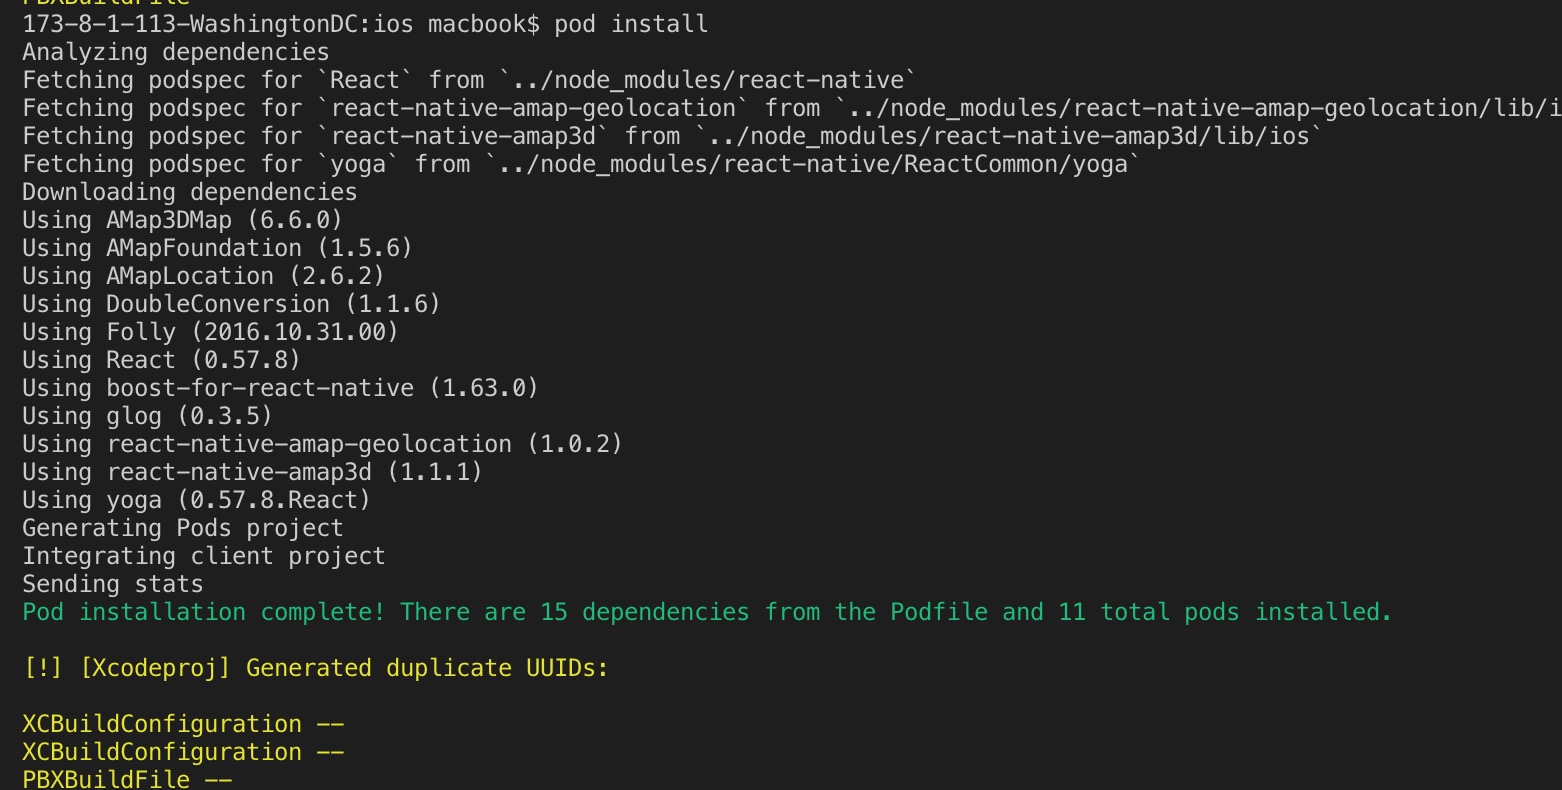 PBXBuildFile
173-8-1-113-WashingtonDC:ios macbook$ pod install
Analyzing dependencies
Fetching podspec for `React` from `../node_modules/react-native`
Fetching podspec for `react-native-amap-geolocation` from `../node_modules/react-native-amap-geolocation/lib/i
Fetching podspec for `react-native-amap3d` from `../node_modules/react-native-amap3d/lib/ios`
Fetching podspec for `yoga` from `../node_modules/react-native/ReactCommon/yoga`
Downloading dependencies
Using AMap3DMap (6.6.0)
Using AMapFoundation (1.5.6)
Using AMapLocation (2.6.2)
Using DoubleConversion (1.1.6)
Using Folly (2016.10.31.00)
Using React (0.57.8)
Using boost-for-react-native (1.63.0)
Using glog (0.3.5)
Using react-native-amap-geolocation (1.0.2)
Using react-native-amap3d (1.1.1)
Using yoga (0.57.8.React)
Generating Pods project
Integrating client project
Sending stats
Pod installation complete! There are 15 dependencies from the Podfile and 11 total pods installed.
[!] [Xcodeproj] Generated duplicate UUIDs:
XCBuildConfiguration --
XCBuildConfiguration --
PBXBuildFile --